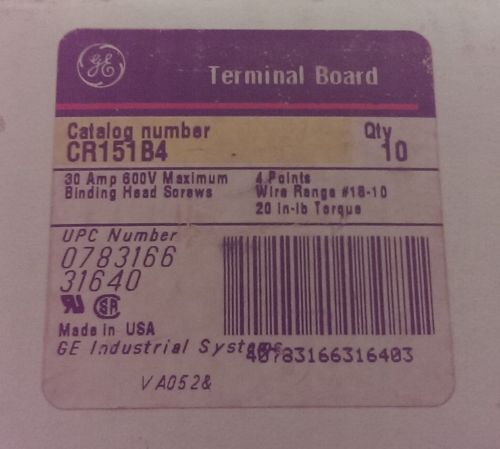 GE
Terminal Board
Catalog number Qty
CR151B4 10
30 Amp 600V Maximum 4 Points
Binding Head Screws Wire Range #18-10
20 in-lb Torque
UPC Number
0783166
31640
Made in USA
GE Industrial Systems
40783166316403
VA052&